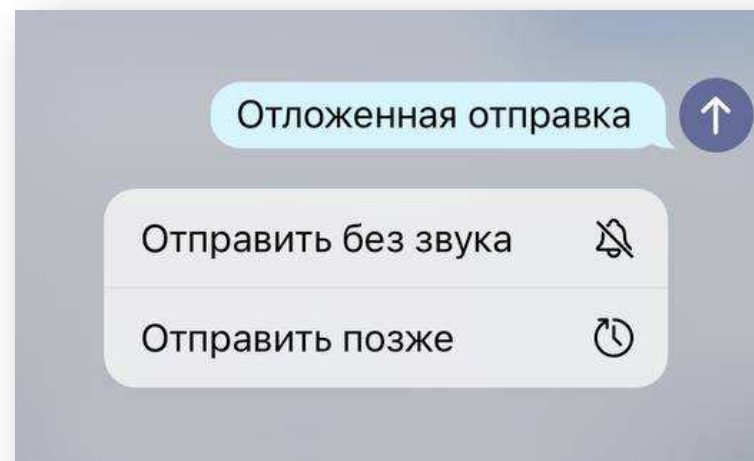 Отложенная отправка
Отправить без звука
Отправить позже